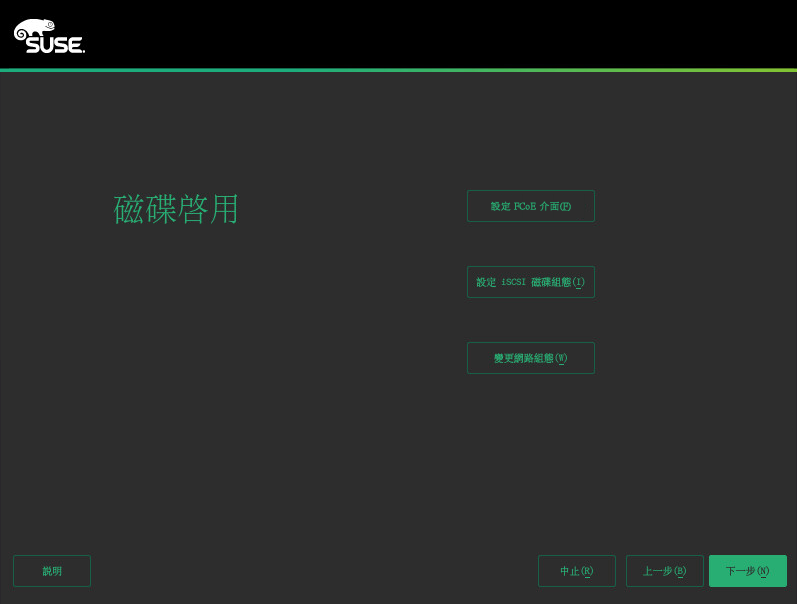 SUSE.
磁碟啓用
設定 FCoE 介面(F)
設定 iSCSI 磁碟組態(I)
變更網路組態(W)
說明
中止(R)
上一步(B)
下一步(N)